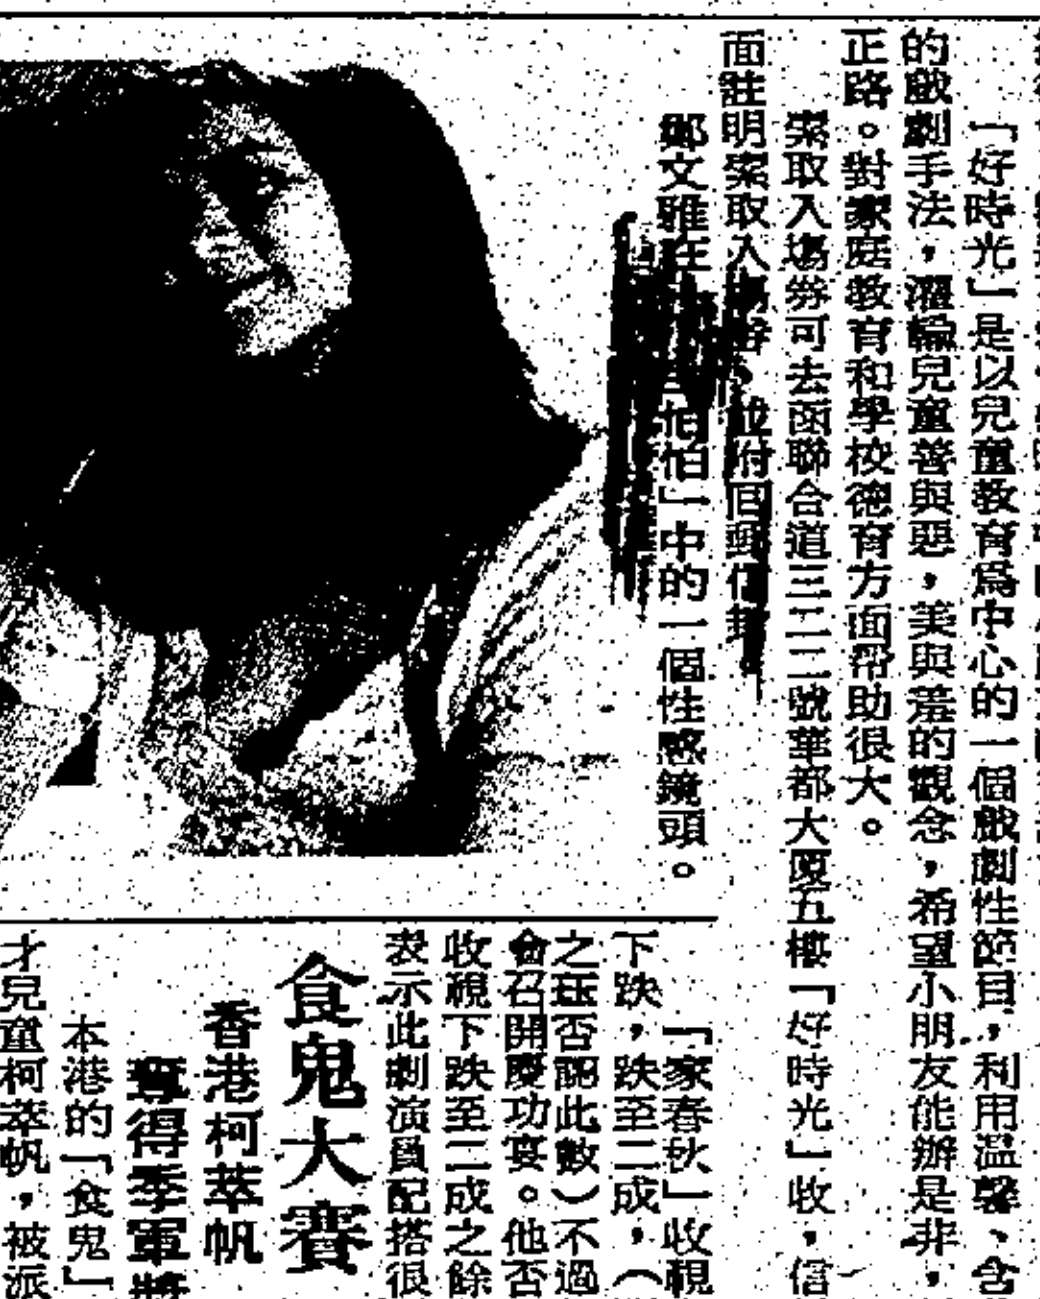 「好時光」是以兒童教育為中心的一個戲劇性節目，利用溫馨、含
的戲劇手法，灌輸兒童善與惡，美與羞的觀念，希望小朋友能辦是非，
正路。對家庭教育和學校德育方面帮助很大。
索取入場券可去函聯合道三二二號華都大厦五樓「好時光」收，信
面註明索取入場券、並附回郵信封
鄭文雅在 怕怕」中的一個性感鏡頭。
「家春秋」收視
下跌，跌至二成，（
之珏否認此數）不過
會召開慶功宴。他否
收視下跌至二成之餘
表示此劇演員配搭很
食鬼大賽
香港柯萃帆
奪得季軍獎
本港的「食鬼」
才兒童柯萃帆，被派